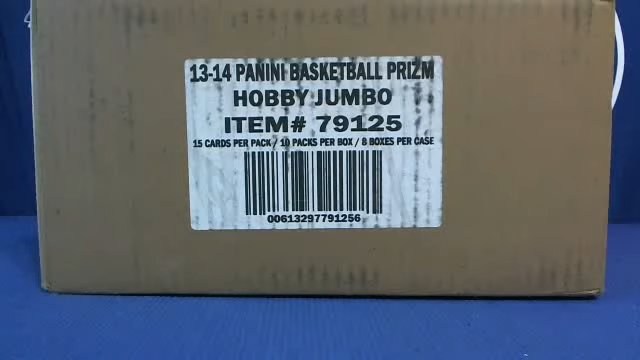 13-14 PANINI BASKETBALL PRIZM
HOBBY JUMBO
ITEM# 79125
15 CARDS PER PACK / 10 PACKS PER BOX / 8 BOXES PER CASE
00613297791256